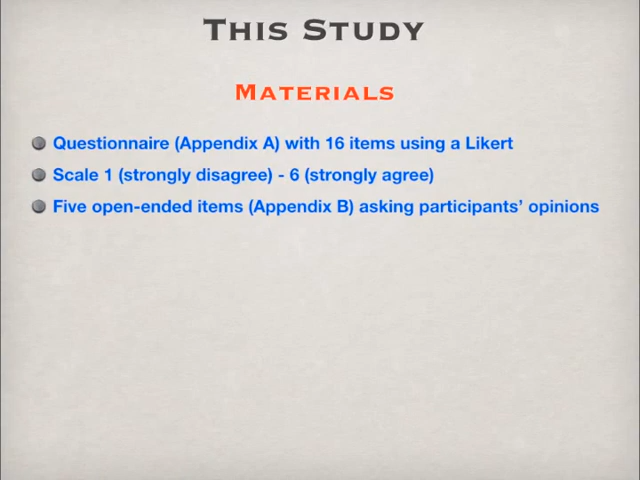 This Study
Materials
Questionnaire (Appendix A) with 16 items using a Likert
Scale 1 (strongly disagree) - 6 (strongly agree)
Five open-ended items (Appendix B) asking participants’ opinions